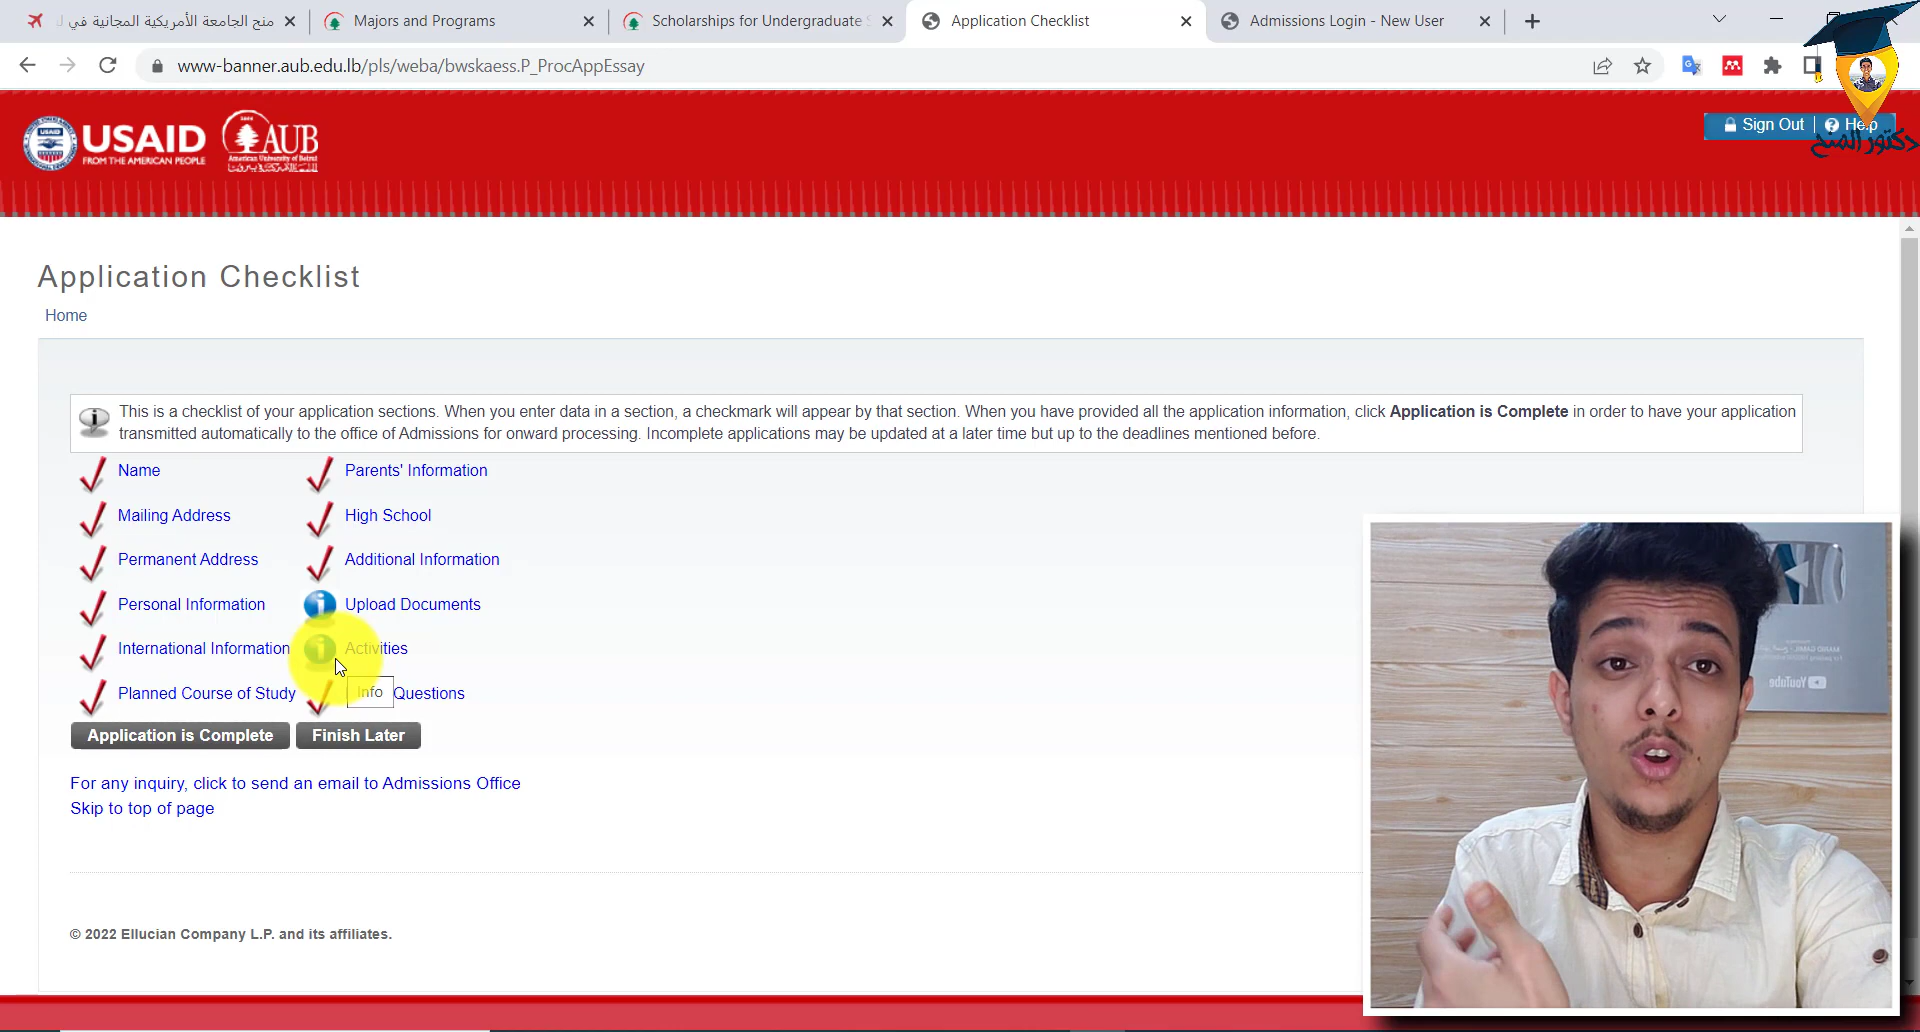 منح الجامعة الأمريكية المجانية في ل
Majors and Programs
Scholarships for Undergraduate S
Application Checklist
Admissions Login - New User
www-banner.aub.edu.lb/pls/weba/bwskaess.P_ProcAppEssay
USAID
FROM THE AMERICAN PEOPLE
AUB
American University of Beirut
Sign Out
Help
دكتور المنح
Application Checklist
Home
This is a checklist of your application sections. When you enter data in a section, a checkmark will appear by that section. When you have provided all the application information, click Application is Complete in order to have your application
transmitted automatically to the office of Admissions for onward processing. Incomplete applications may be updated at a later time but up to the deadlines mentioned before.
Name
Parents' Information
Mailing Address
High School
Permanent Address
Additional Information
Personal Information
Upload Documents
International Information
Activities
Planned Course of Study
Info
Questions
Application is Complete
Finish Later
For any inquiry, click to send an email to Admissions Office
Skip to top of page
© 2022 Ellucian Company L.P. and its affiliates.
YouTube